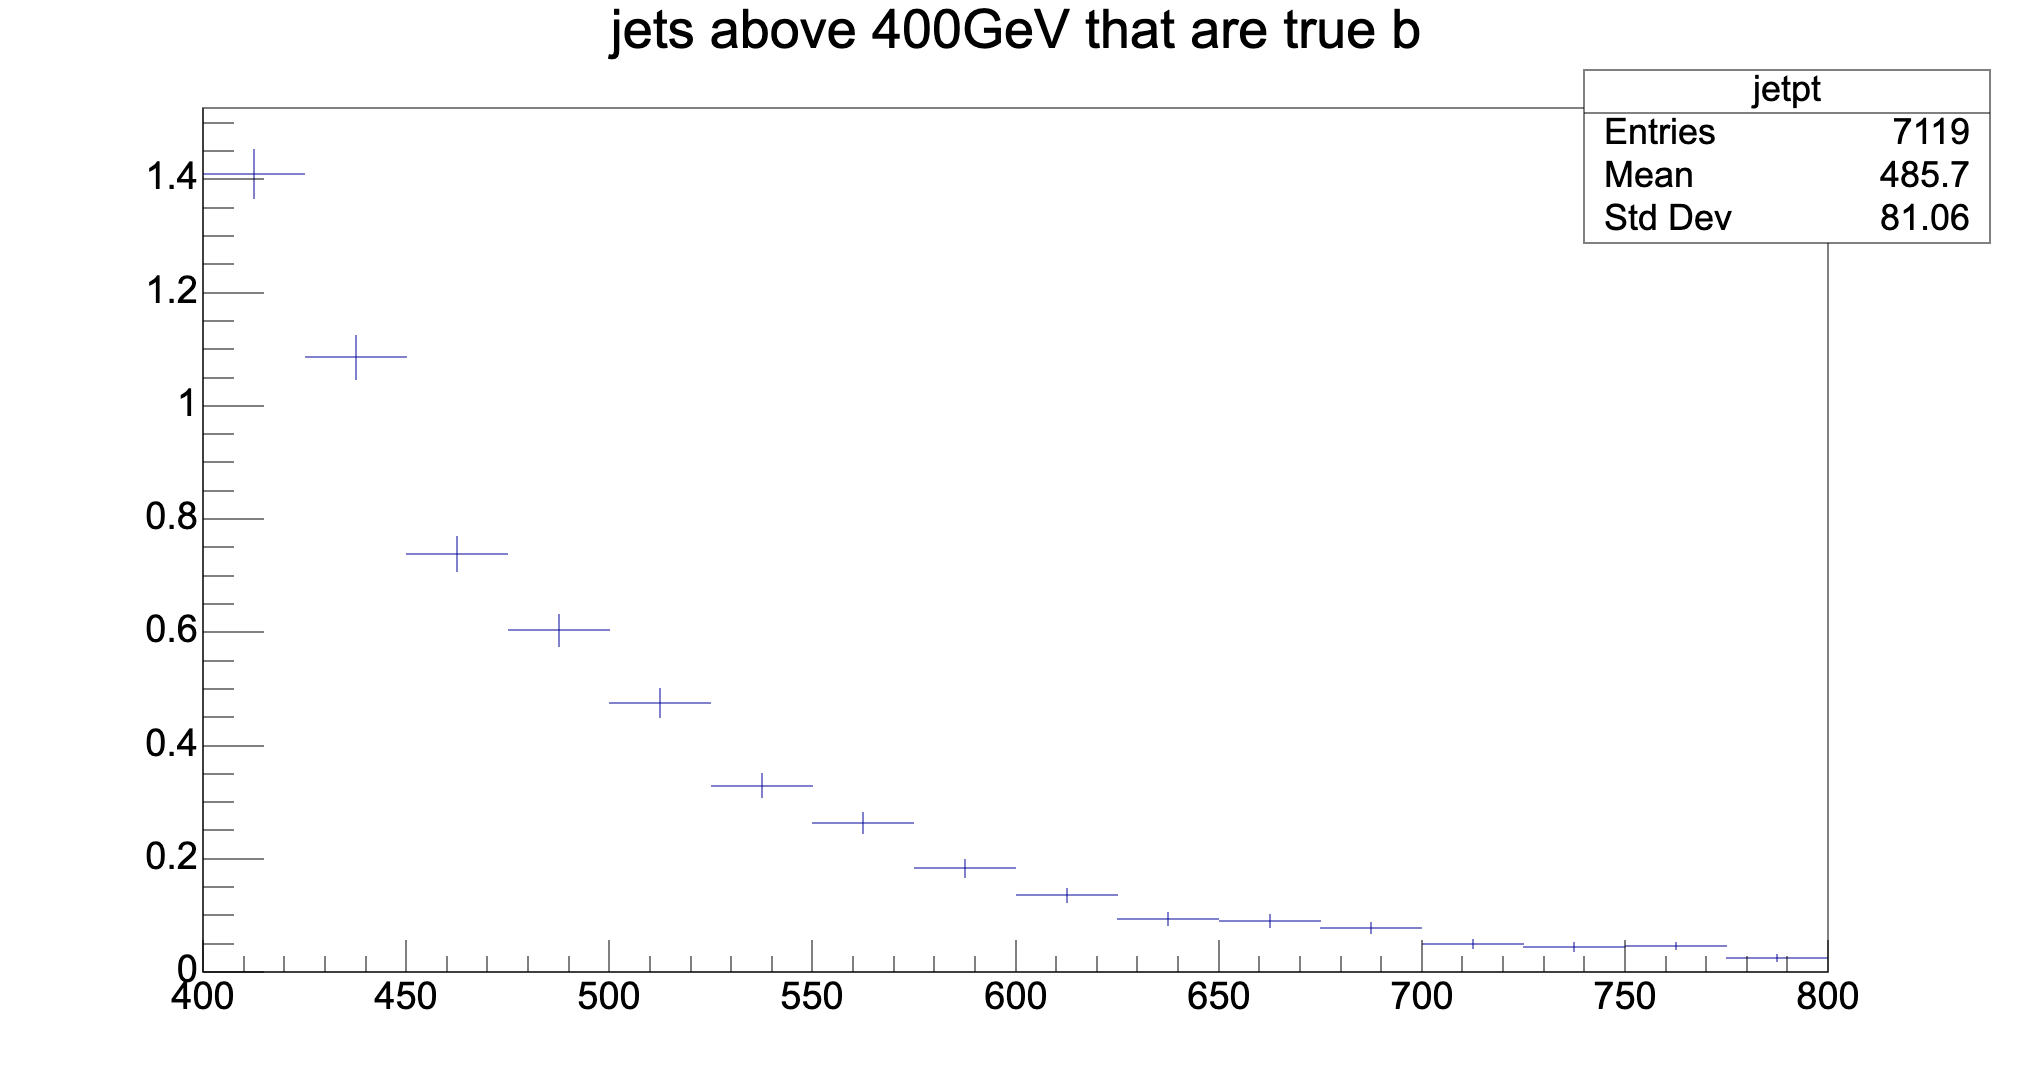 jets above 400GeV that are true b
jetpt
Entries 7119
Mean 485.7
Std Dev 81.06
1.4
1.2
1
0.8
0.6
0.4
0.2
0
400 450 500 550 600 650 700 750 800